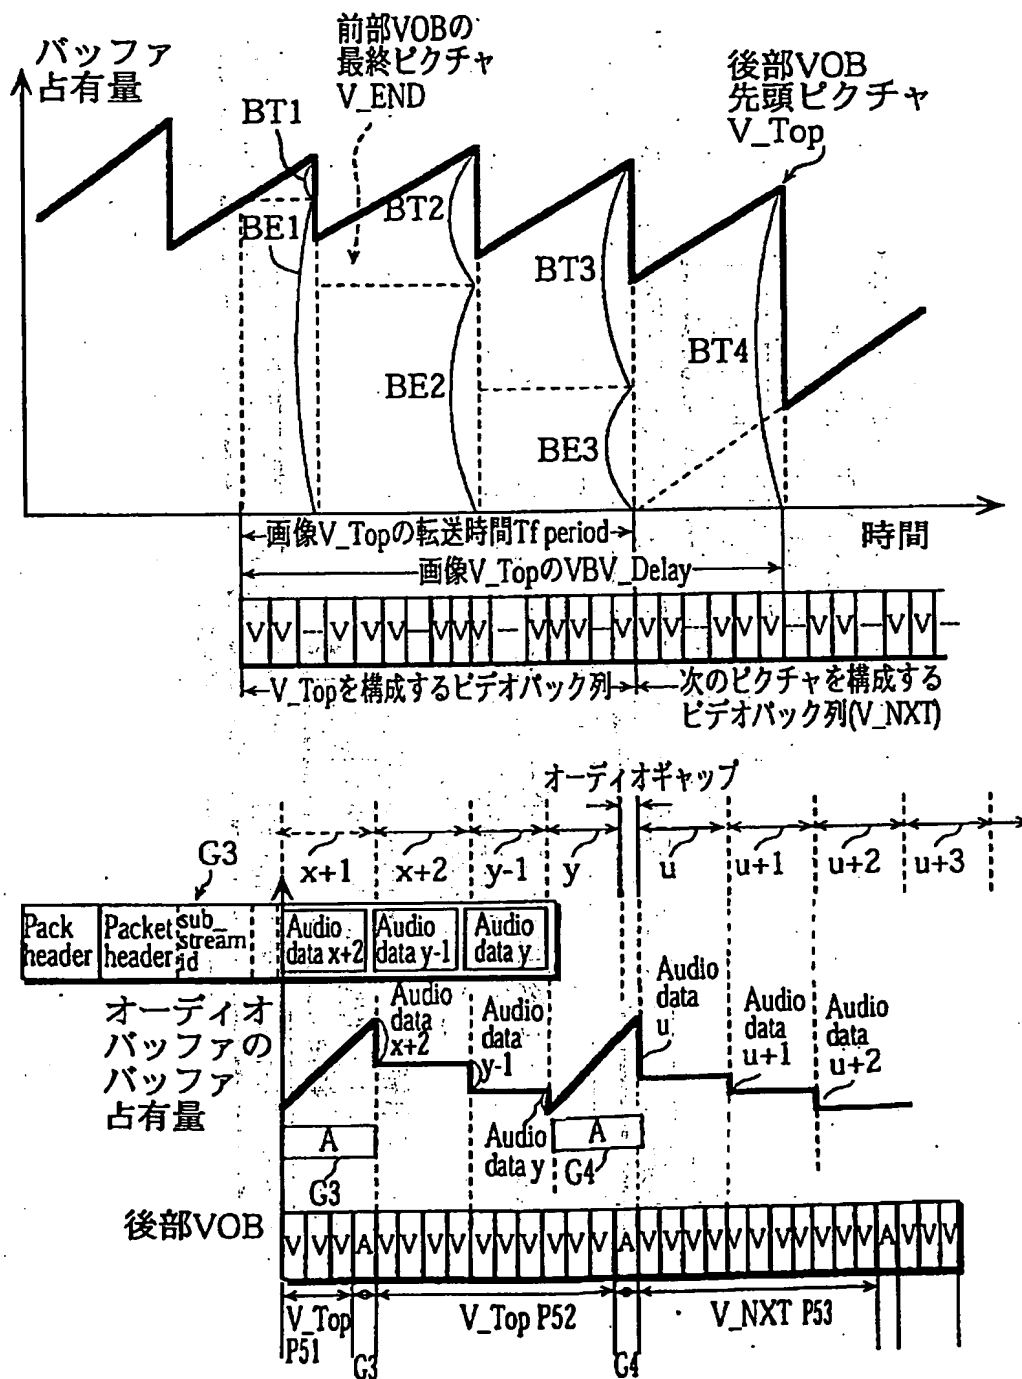 バッファ
占有量
前部VOBの
最終ピクチャ
V_END
後部VOB
先頭ピクチャ
V_Top
BT1
BE1
BT2
BE2
BT3
BE3
BT4
画像V_Topの転送時間Tf period
時間
画像V_TopのVBV_Delay
V V ― V V V ― V V V ― V V V ― V V V ― V V V ― V V ― V V ―
V_Topを構成するビデオパック列
次のピクチャを構成する
ビデオパック列(V_NXT)
オーディオギャップ
x+1 x+2 y-1 y u u+1 u+2 u+3
G3
Pack
header
Packet
header
sub_
stream
id
Audio
data x+2
Audio
data y-1
Audio
data y
オーディオ
バッファの
バッファ
占有量
Audio
data
x+2
Audio
data
y-1
Audio
data y
Audio
data
u
Audio
data
u+1
Audio
data
u+2
A
G3
A
G4
後部VOB
V V V A V V V V V V V V V V A V V V V V V V V V V A V V V
V_Top
P51
G3
V_Top P52
G4
V_NXT P53